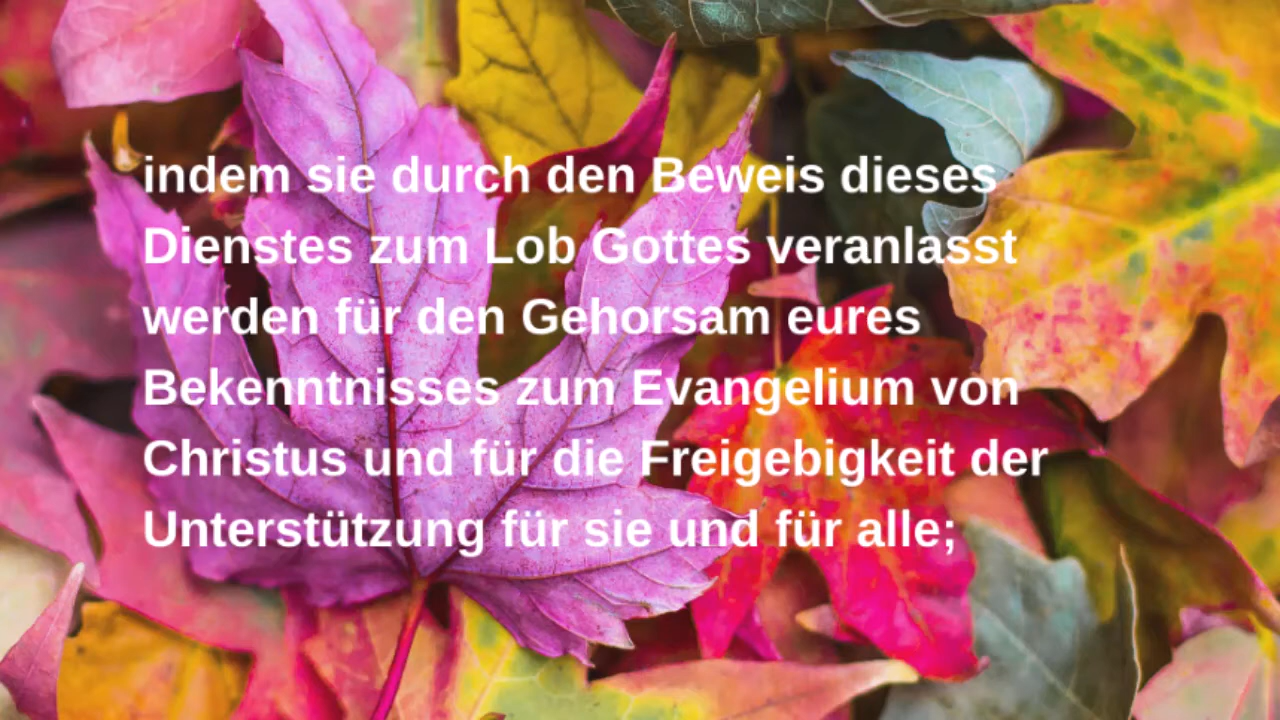 indem sie durch den Beweis dieses
Dienstes zum Lob Gottes veranlasst
werden für den Gehorsam eures
Bekenntnisses zum Evangelium von
Christus und für die Freigebigkeit der
Unterstützung für sie und für alle;